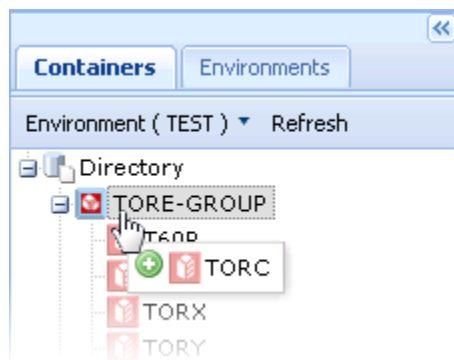 Containers Environments
Environment ( TEST ) Refresh
Directory
TORE-GROUP
T60P
TORC
TORX
TORY